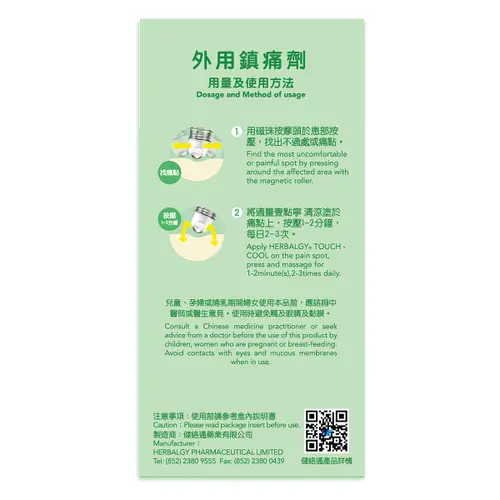 外用鎮痛劑
用量及使用方法
Dosage and Method of usage
找痛點
1 用磁珠按摩頭於患部按
壓，找出不適處或痛點。
Find the most uncomfortable
or painful spot by pressing
around the affected area with
the magnetic roller.
按壓
1-2分鐘
2 將適量壹點寧 清涼塗於
痛點上，按壓1-2分鐘，
每日2-3次。
Apply HERBALGY® TOUCH -
COOL on the pain spot,
press and massage for
1-2minute(s),2-3times daily.
兒童、孕婦或哺乳期間婦女使用本品前，應諮詢中
醫師或醫生意見。使用時避免觸及眼睛及黏膜。
Consult a Chinese medicine practitioner or seek
advice from a doctor before the use of this product by
children, women who are pregnant or breast-feeding.
Avoid contacts with eyes and mucous membranes
when in use.
注意事項：使用前請參考盒內說明書
Caution : Please read package insert before use.
製造商：健絡通藥業有限公司
Manufacturer :
HERBALGY PHARMACEUTICAL LIMITED
Tel: (852) 2380 9555 Fax: (852) 2380 0439
健絡通產品詳情